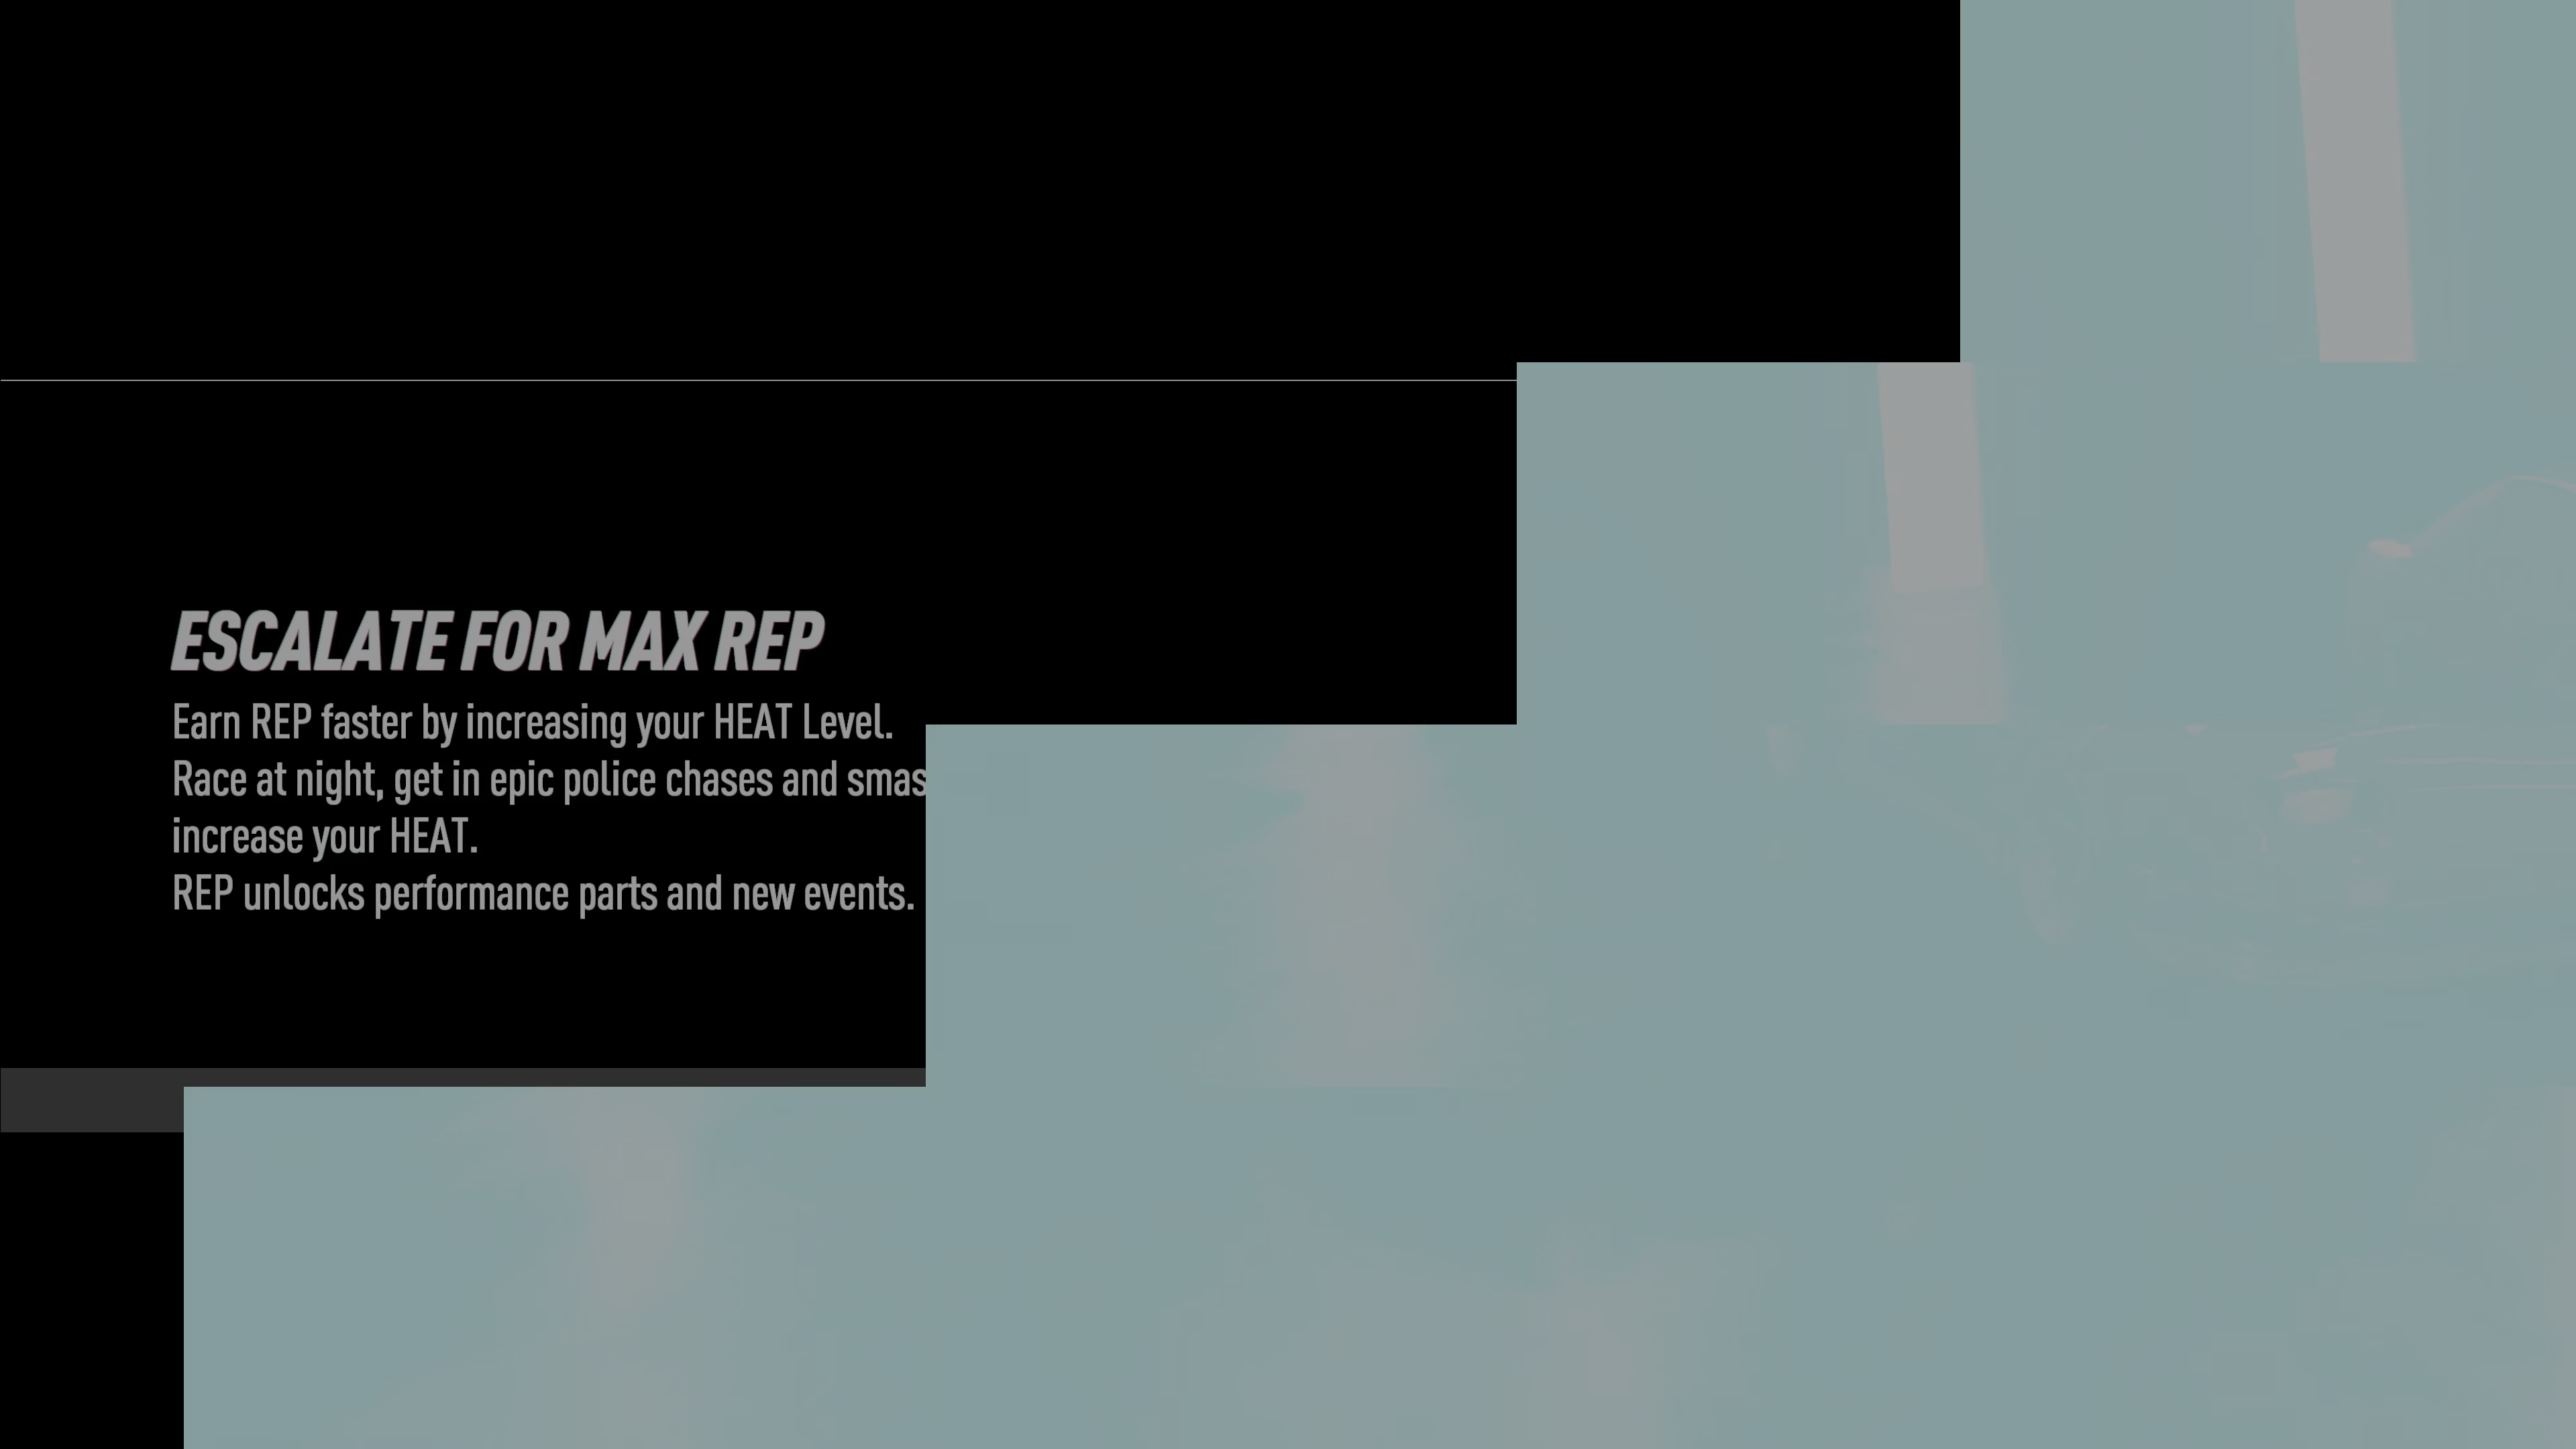 ESCALATE FOR MAX REP
Earn REP faster by increasing your HEAT Level.
Race at night, get in epic police chases and smas
increase your HEAT.
REP unlocks performance parts and new events.